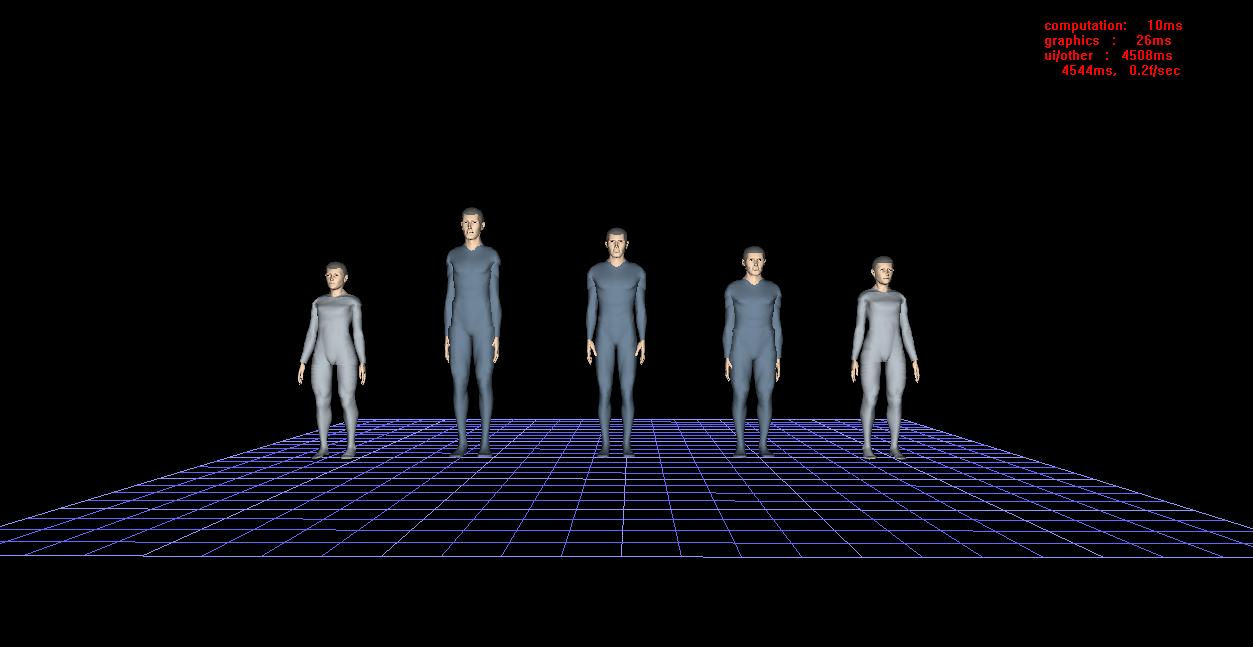 computation: 10ms
graphics : 26ms
ui/other : 4508ms
4544ms, 0.2f/sec